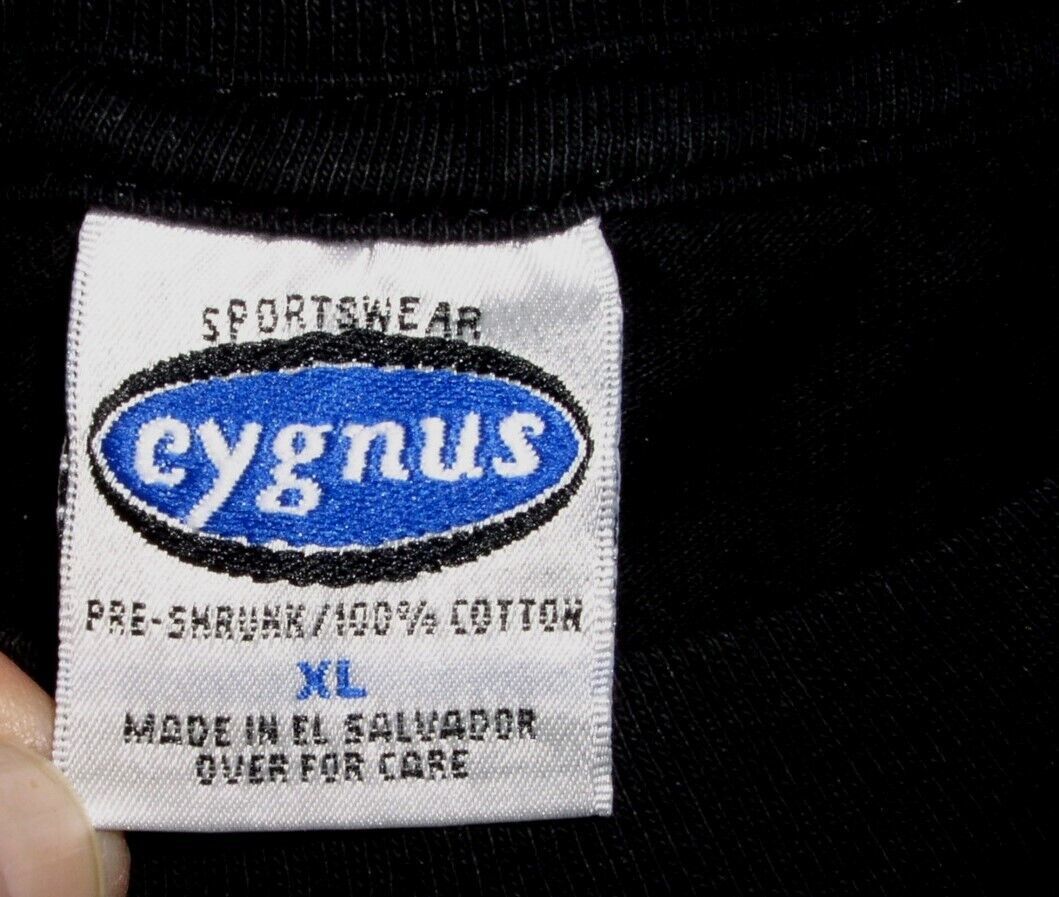 SPORTSWEAR
cygnus
PRE-SHRUNK/100% COTTON
XL
MADE IN EL SALVADOR
OVER FOR CARE